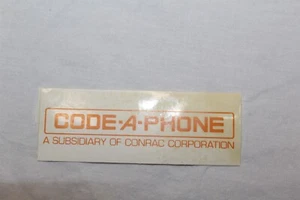 CODE-A-PHONE
A SUBSIDIARY OF CONRAC CORPORATION